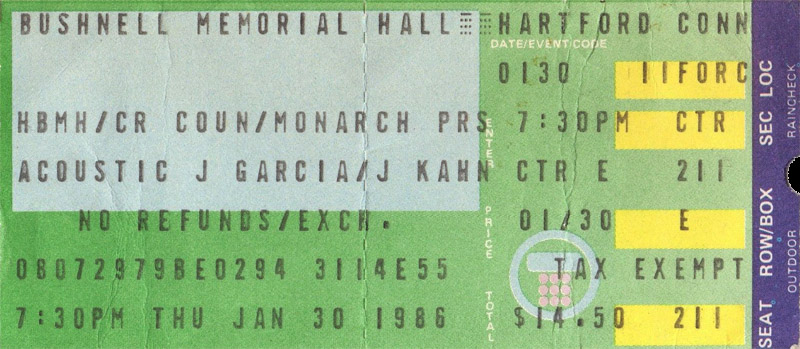 BUSHNELL MEMORIAL HALL HARTFORD CONN
DATE/EVENT CODE
0130 11FORC
HBMH/CR COUN/MONARCH PRS 7:30PM CTR
ACOUSTIC J GARCIA/J KAHN CTR E 211
NO REFUNDS/EXCH. 01/30 E
08072979BE0294 3114E55 TAX EXEMPT
7:30PM THU JAN 30 1986 $14.50 211
ENTER
PRICE
TOTAL
SEC LOC
ROW/BOX
SEAT
RAINCHECK
OUTDOOR